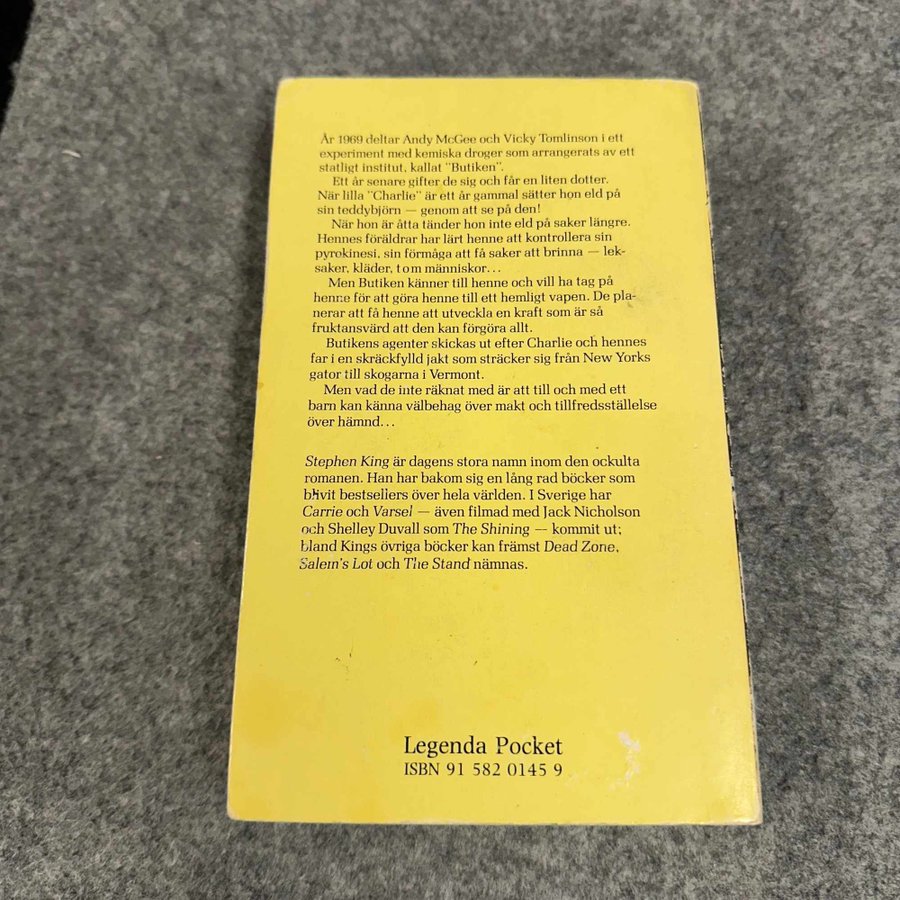 År 1969 deltar Andy McGee och Vicky Tomlinson i ett
experiment med kemiska droger som arrangerats av ett
statligt institut, kallat "Butiken".
Ett år senare gifter de sig och får en liten dotter.
När lilla "Charlie" är ett år gammal sätter hon eld på
sin teddybjörn — genom att se på den!
När hon är åtta tänder hon inte eld på saker längre.
Hennes föräldrar har lärt henne att kontrollera sin
pyrokinesi, sin förmåga att få saker att brinna — lek-
saker, kläder, t o m människor...
Men Butiken känner till henne och vill ha tag på
henne för att göra henne till ett hemligt vapen. De pla-
nerar att få henne att utveckla en kraft som är så
fruktansvärd att den kan förgöra allt.
Butikens agenter skickas ut efter Charlie och hennes
far i en skräckfylld jakt som sträcker sig från New Yorks
gator till skogarna i Vermont.
Men vad de inte räknat med är att till och med ett
barn kan känna välbehag över makt och tillfredsställelse
över hämnd...
Stephen King är dagens stora namn inom den ockulta
romanen. Han har bakom sig en lång rad böcker som
blivit bestsellers över hela världen. I Sverige har
Carrie och Varsel — även filmad med Jack Nicholson
och Shelley Duvall som The Shining — kommit ut;
bland Kings övriga böcker kan främst Dead Zone,
Salem's Lot och The Stand nämnas.
Legenda Pocket
ISBN 91 582 0145 9